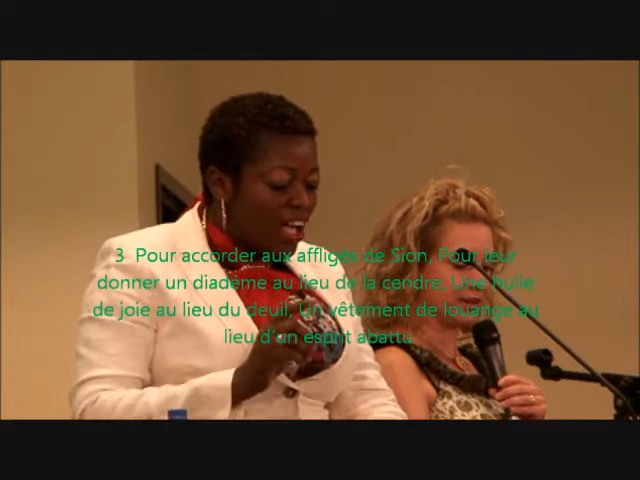 3  Pour accorder aux affligés de Sion, Pour leur
donner un diadème au lieu de la cendre, Une huile
de joie au lieu du deuil, Un vêtement de louange au
lieu d'un esprit abattu